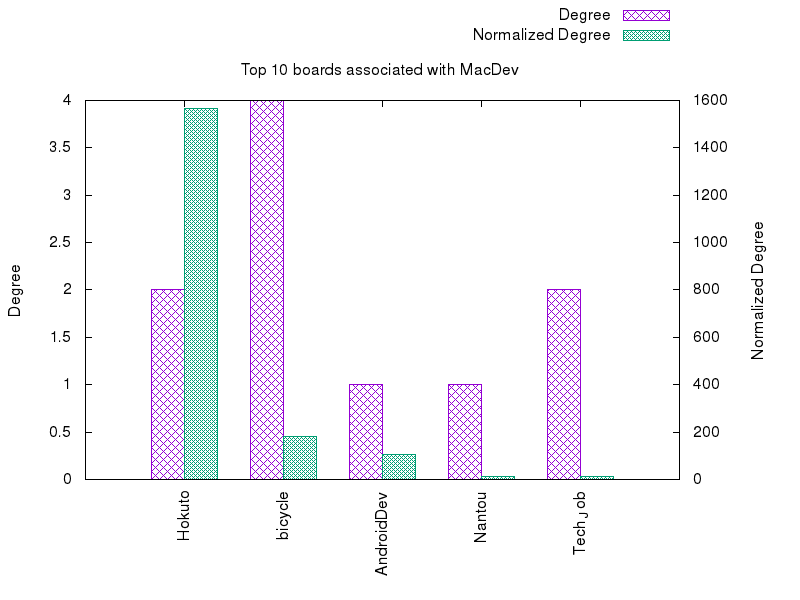 Degree
Normalized Degree
Top 10 boards associated with MacDev
4
3.5
3
2.5
2
1.5
1
0.5
0
1600
1400
1200
1000
800
600
400
200
0
Degree
Normalized Degree
Hokuto
bicycle
AndroidDev
Nantou
TechJob